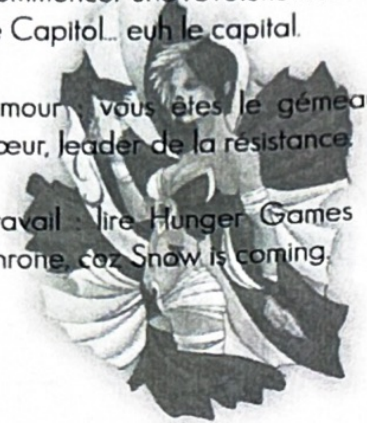 Capitol... euh le capital.
mour : vous êtes le gémea
œur, leader de la résistance.
avail : lire Hunger Games
hrone, coz Snow is coming.